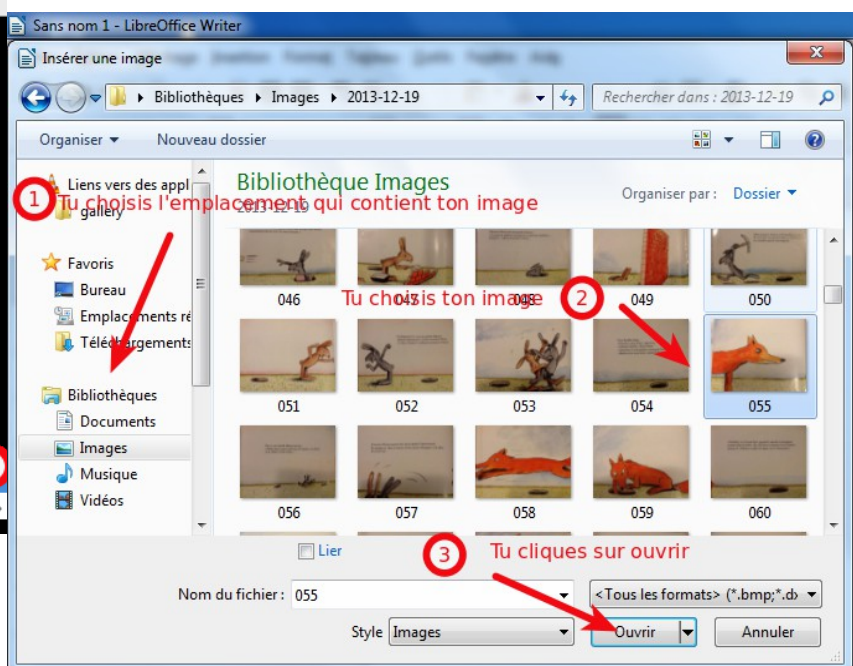 Sans nom 1 - LibreOffice Writer
Insérer une image
Bibliothèques Images 2013-12-19
Rechercher dans : 2013-12-19
Organiser Nouveau dossier
Liens vers des appl
gallery
Favoris
Bureau
Emplacements ré
Téléchargements
Bibliothèques
Documents
Images
Musique
Vidéos
Bibliothèque Images
2013-12-19
Organiser par : Dossier
1 Tu choisis l'emplacement qui contient ton image
046 047 048 049 050
Tu choisis ton image 2
051 052 053 054 055
056 057 058 059 060
Lier
3 Tu cliques sur ouvrir
Nom du fichier : 055 <Tous les formats> (*.bmp;*.d
Style Images Ouvrir Annuler